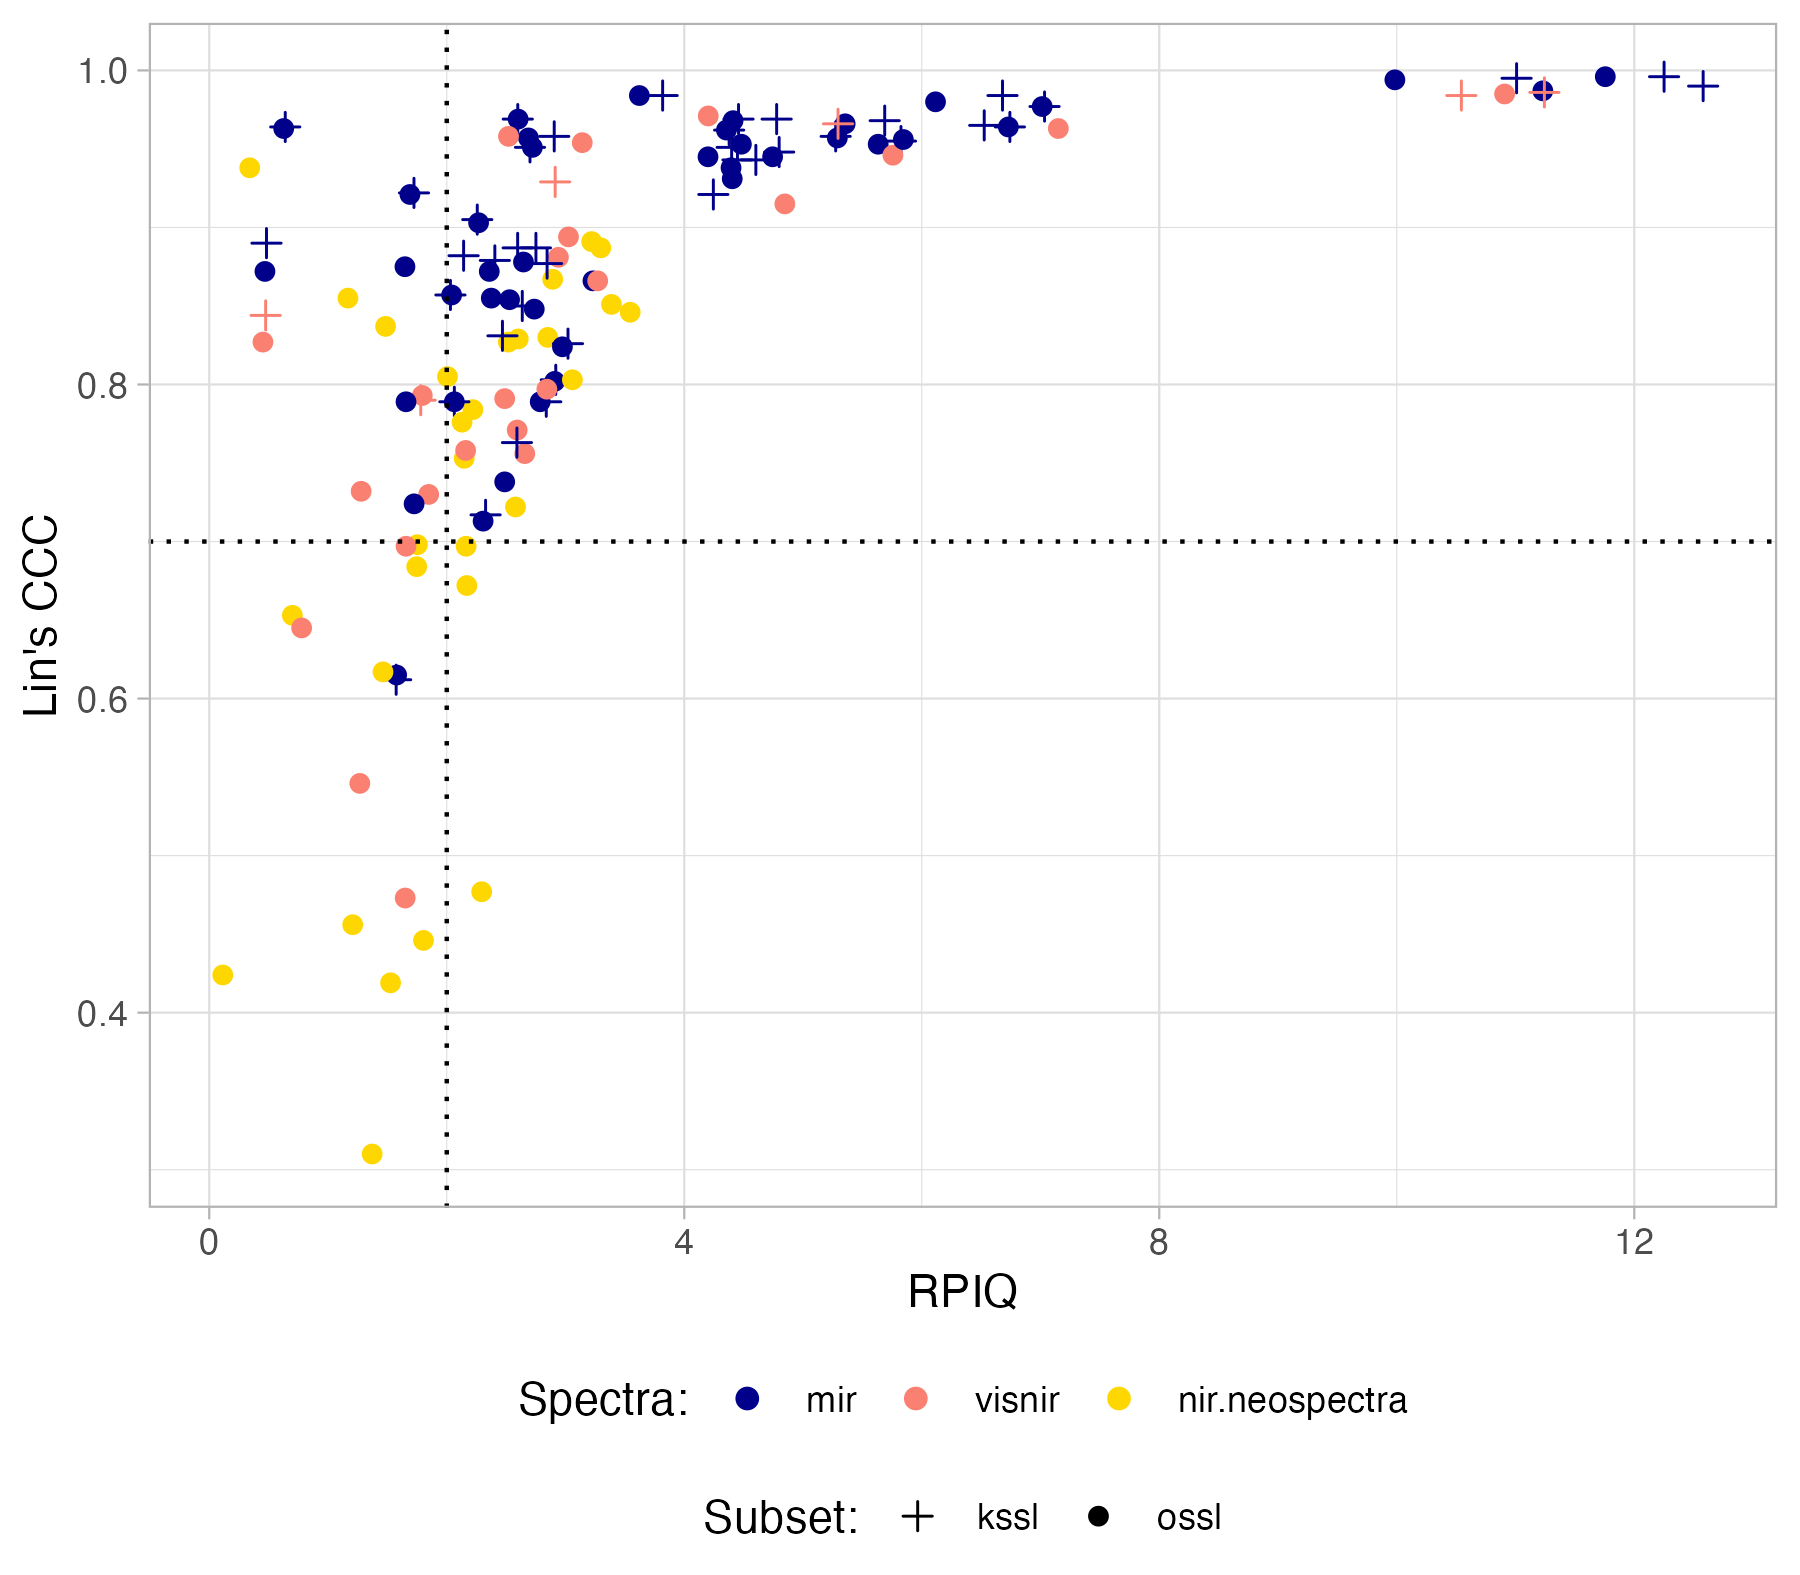 1.0
0.8
0.6
0.4
Lin's CCC
0 4 8 12
RPIQ
Spectra: mir visnir nir.neospectra
Subset: kssl ossl